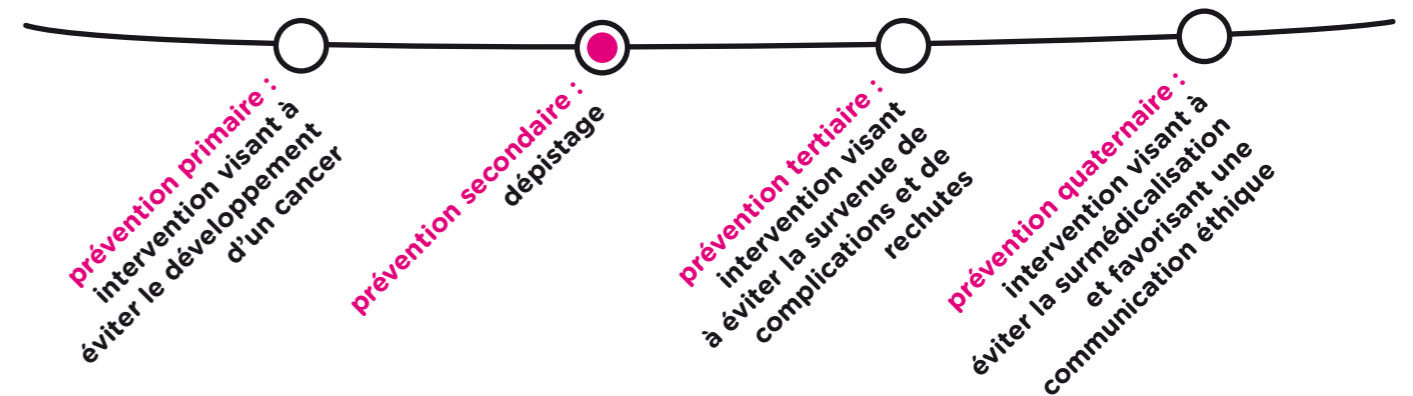 prévention primaire :
intervention visant à
éviter le développement
d’un cancer
prévention secondaire :
dépistage
prévention tertiaire :
intervention visant
à éviter la survenue de
complications et de
rechutes
prévention quaternaire :
intervention visant à
éviter la surmédicalisation
et favorisant une
communication éthique